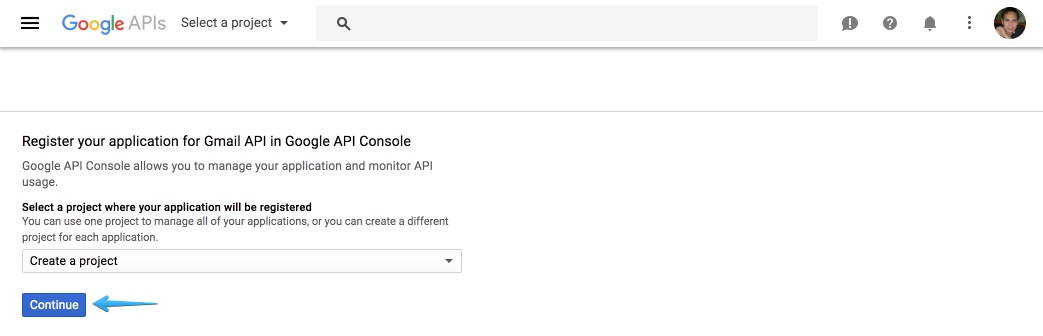 Google APIs Select a project
Register your application for Gmail API in Google API Console
Google API Console allows you to manage your application and monitor API
usage.
Select a project where your application will be registered
You can use one project to manage all of your applications, or you can create a different
project for each application.
Create a project
Continue